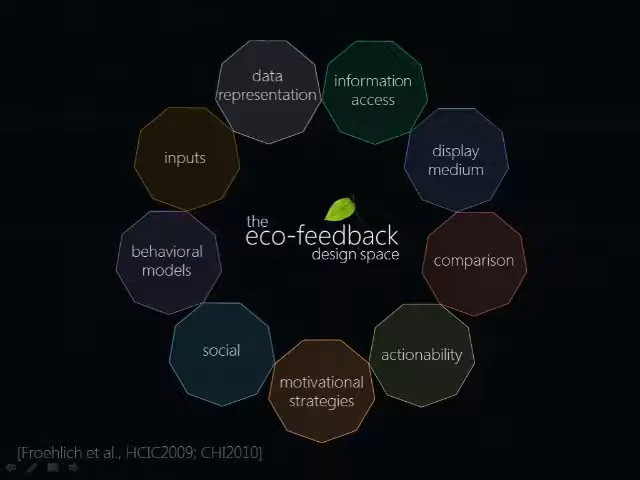 data
representation
information
access
inputs
display
medium
the
eco-feedback
design space
behavioral
models
comparison
social
actionability
motivational
strategies
[Froehlich et al., HCIC2009; CHI2010]